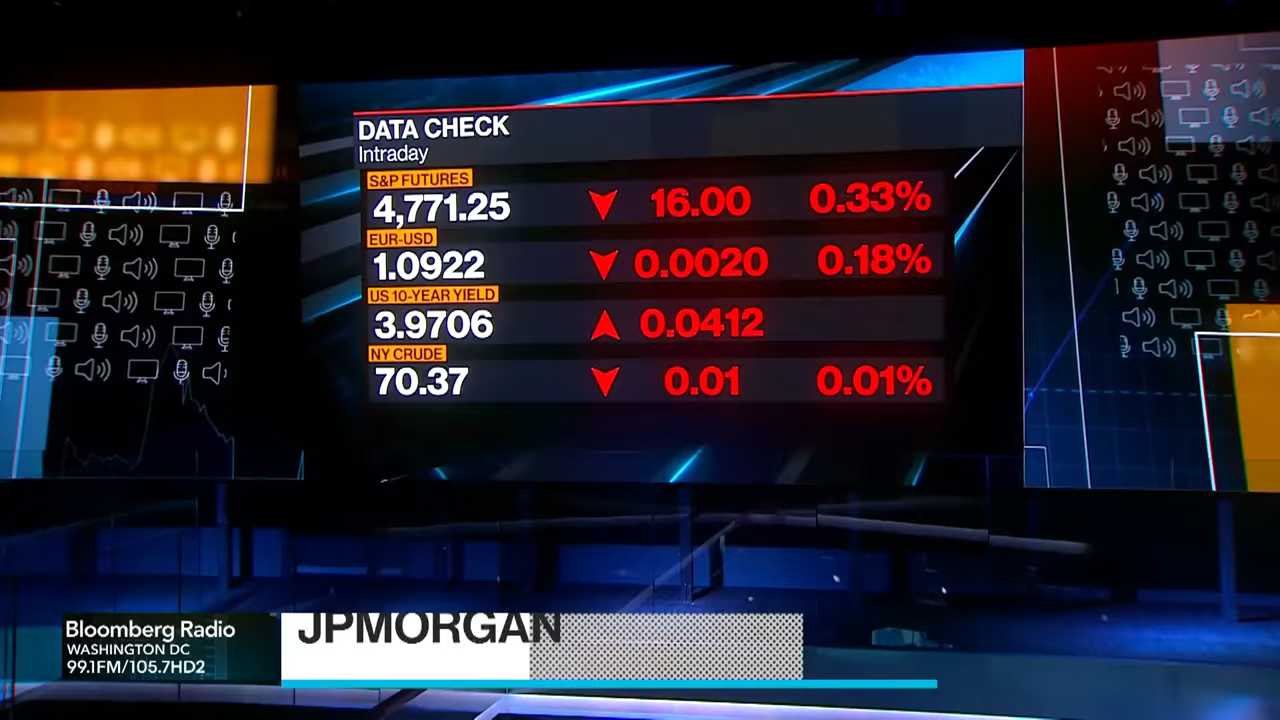 DATA CHECK
Intraday
S&P FUTURES
4,771.25 ▼ 16.00 0.33%
EUR-USD
1.0922 ▼ 0.0020 0.18%
US 10-YEAR YIELD
3.9706 ▲ 0.0412
NY CRUDE
70.37 ▼ 0.01 0.01%
Bloomberg Radio
WASHINGTON DC
99.1FM/105.7HD2
JPMORGAN